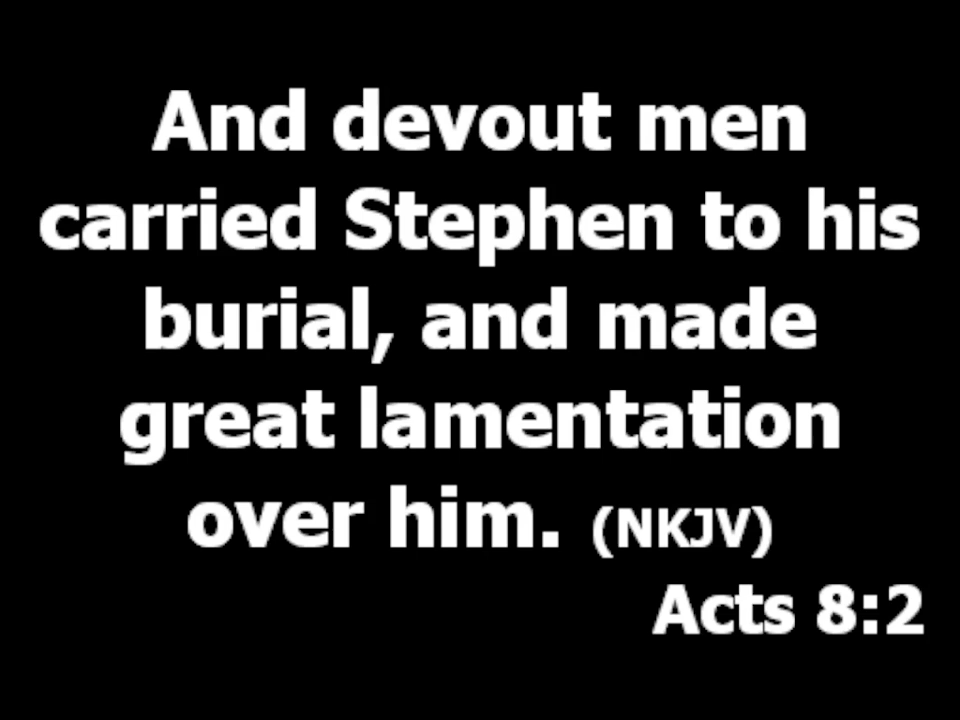 And devout men
carried Stephen to his
burial, and made
great lamentation
over him. (NKJV)
Acts 8:2